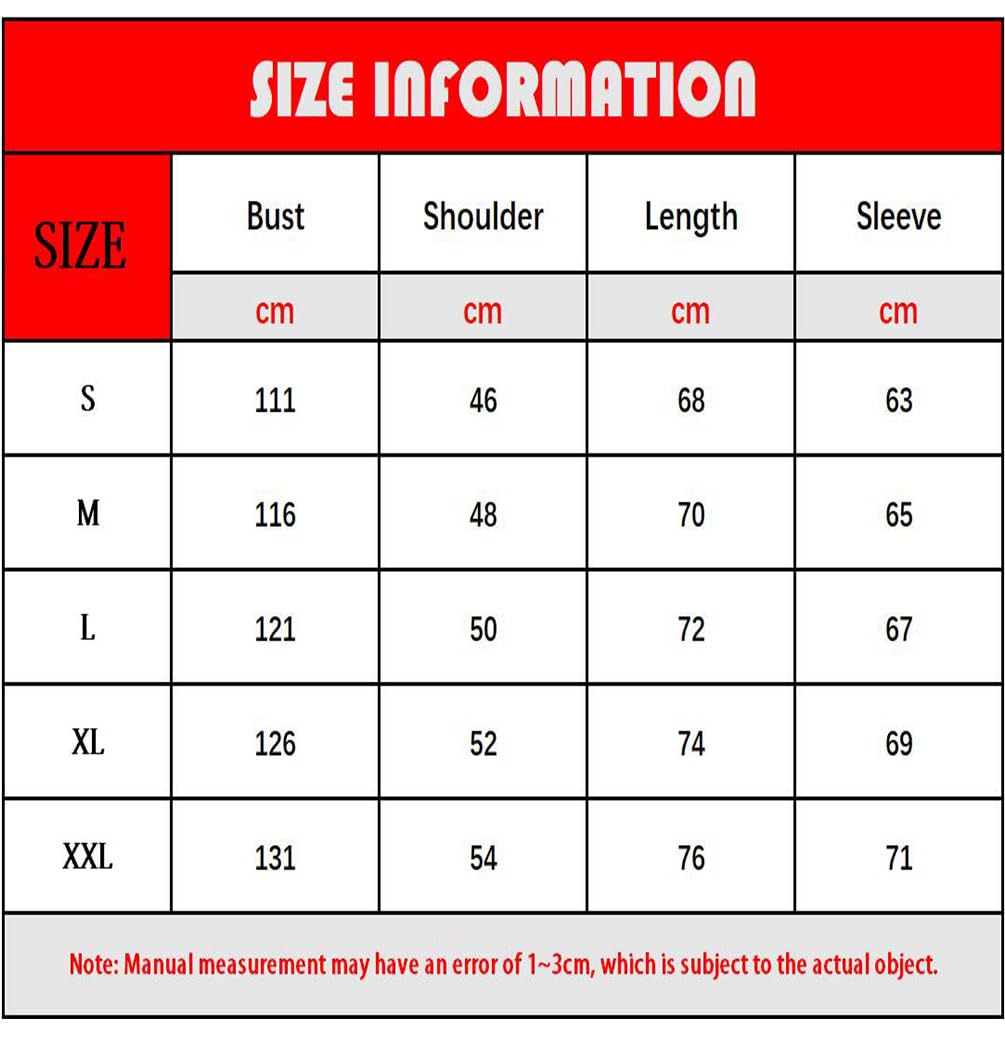 SIZE INFORMATION
SIZE Bust Shoulder Length Sleeve
cm cm cm cm
S 111 46 68 63
M 116 48 70 65
L 121 50 72 67
XL 126 52 74 69
XXL 131 54 76 71
Note: Manual measurement may have an error of 1~3cm, which is subject to the actual object.